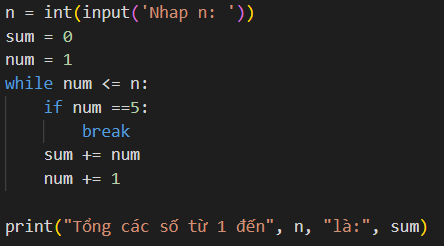 n = int(input('Nhap n: '))
sum = 0
num = 1
while num <= n:
    if num ==5:
        break
    sum += num
    num += 1
print("Tổng các số từ 1 đến", n, "là:", sum)